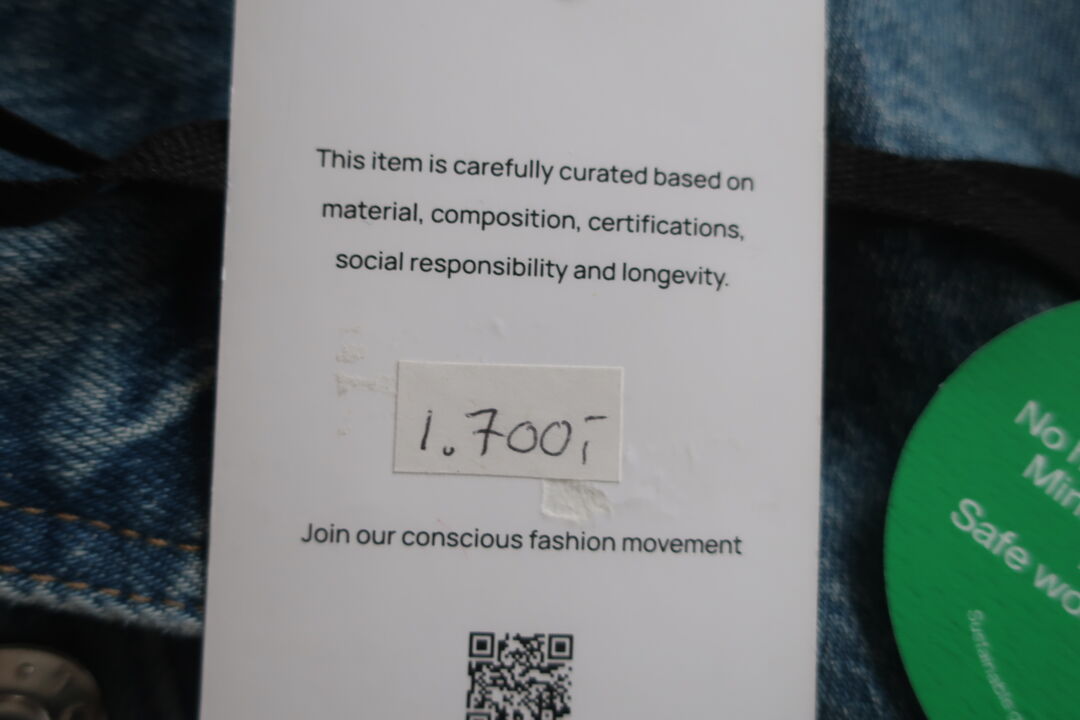 This item is carefully curated based on
material, composition, certifications,
social responsibility and longevity.
1.700,-
Join our conscious fashion movement
No
Safe